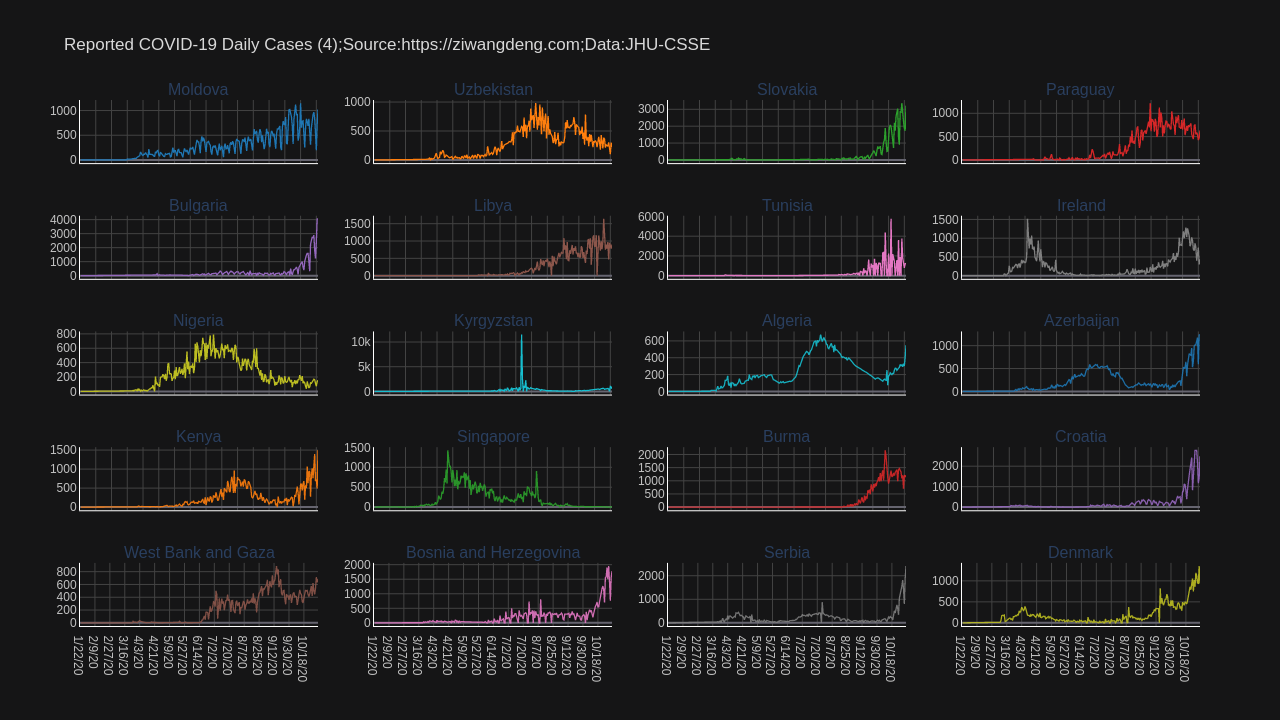 Reported COVID-19 Daily Cases (4);Source:https://ziwangdeng.com;Data:JHU-CSSE
Moldova
1000
500
0
Uzbekistan
1000
500
0
Slovakia
3000
2000
1000
0
Paraguay
1000
500
0
Bulgaria
4000
3000
2000
1000
0
Libya
1500
1000
500
0
Tunisia
6000
4000
2000
0
Ireland
1500
1000
500
0
Nigeria
800
600
400
200
0
Kyrgyzstan
10k
5k
0
Algeria
600
400
200
0
Azerbaijan
1000
500
0
Kenya
1500
1000
500
0
Singapore
1500
1000
500
0
Burma
2000
1500
1000
500
0
Croatia
2000
1000
0
West Bank and Gaza
800
600
400
200
0
1/22/20 2/9/20 2/27/20 3/16/20 4/3/20 4/21/20 5/9/20 5/27/20 6/14/20 7/2/20 7/20/20 8/7/20 8/25/20 9/12/20 9/30/20 10/18/20
Bosnia and Herzegovina
2000
1500
1000
500
0
1/22/20 2/9/20 2/27/20 3/16/20 4/3/20 4/21/20 5/9/20 5/27/20 6/14/20 7/2/20 7/20/20 8/7/20 8/25/20 9/12/20 9/30/20 10/18/20
Serbia
2000
1000
0
1/22/20 2/9/20 2/27/20 3/16/20 4/3/20 4/21/20 5/9/20 5/27/20 6/14/20 7/2/20 7/20/20 8/7/20 8/25/20 9/12/20 9/30/20 10/18/20
Denmark
1000
500
0
1/22/20 2/9/20 2/27/20 3/16/20 4/3/20 4/21/20 5/9/20 5/27/20 6/14/20 7/2/20 7/20/20 8/7/20 8/25/20 9/12/20 9/30/20 10/18/20